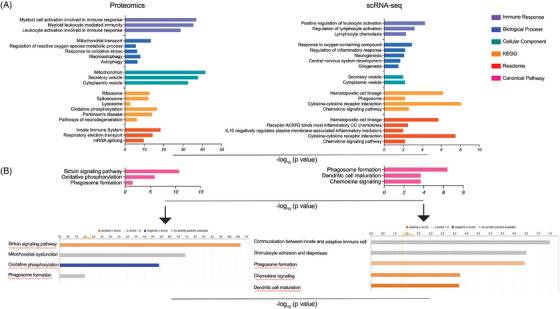 (A)
Proteomics
scRNA-seq
Myeloid cell activation involved in immune response
Myeloid leukocyte mediated immunity
Leukocyte activation involved in immune response
Mitochondrial transport
Regulation of reactive oxygen species metabolic process
Response to oxidative stress
Macroautophagy
Autophagy
Mitochondrion
Secretory vesicle
Cytoplasmic vesicle
Ribosome
Spliceosome
Lysosome
Oxidative phosphorylation
Parkinson's disease
Pathways of neurodegeneration
Innate Immune System
Respiratory electron transport
mRNA splicing
0 10 20 30 40 50
Positive regulation of leukocyte activation
Regulation of lymphocyte activation
Lymphocyte chemotaxis
Response to oxygen-containing compound
Regulation of inflammatory response
Neurogenesis
Central nervous system development
Gliogenesis
Secretory vesicle
Cytoplasmic vesicle
Hematopoietic cell lineage
Phagosome
Cytokine-cytokine receptor interaction
Chemokine signaling pathway
Hematopoietic cell lineage
Receptor ACKR2 binds most inflammatory CC chemokines
IL10 negatively regulates plasma membrane-associated inflammatory mediators
Cytokine-cytokine receptor interaction
Chemokine signaling pathway
0 2 4 6 8 10
Immune Response
Biological Process
Cellular Component
KEGG
Reactome
Canonical Pathway
-log10 (p value)
(B)
Sirtuin signaling pathway
Oxidative phosphorylation
Phagosome formation
0 5 10 15
Phagosome formation
Dendritic cell maturation
Chemokine signaling
0 2 4 6 8
-log10 (p value)
Sirtuin signaling pathway
Mitochondrial dysfunction
Oxidative phosphorylation
Phagosome formation
Communication between innate and adaptive immune cell
Granulocyte adhesion and diapedesis
Phagosome formation
Chemokine signaling
Dendritic cell maturation
-log10 (p value)